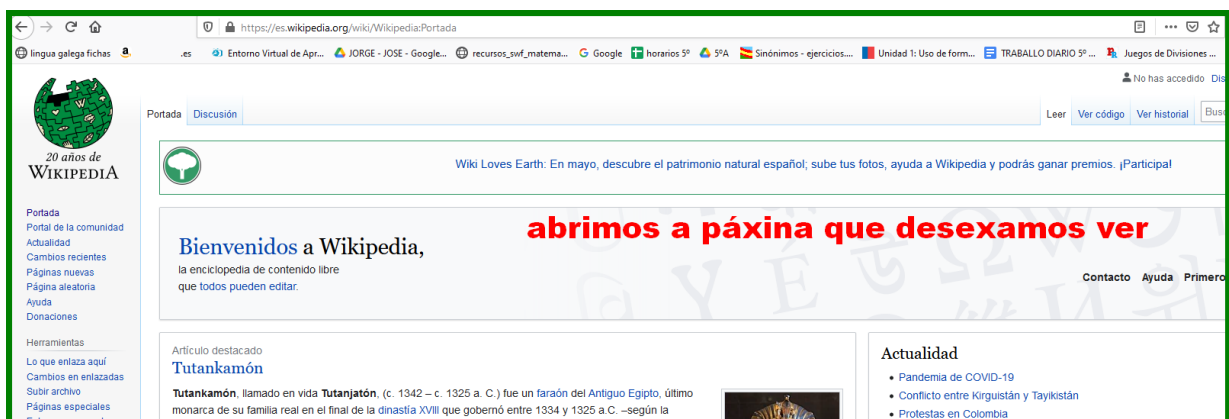 https://es.wikipedia.org/wiki/Wikipedia:Portada
lingua galega fichas
.es
Entorno Virtual de Apr...
JORGE - JOSE - Google...
recursos_swf_matema...
Google
horarios 5º
5ºA
Sinónimos - ejercicios....
Unidad 1: Uso de form...
TRABALLO DIARIO 5º ...
Juegos de Divisiones ...
No has accedido
Portada Discusión
Leer Ver código Ver historial
20 años de
WIKIPEDIA
Wiki Loves Earth: En mayo, descubre el patrimonio natural español; sube tus fotos, ayuda a Wikipedia y podrás ganar premios. ¡Participa!
Portada
Portal de la comunidad
Actualidad
Cambios recientes
Páginas nuevas
Página aleatoria
Ayuda
Donaciones
Herramientas
Lo que enlaza aquí
Cambios en enlazadas
Subir archivo
Páginas especiales
abrimos a páxina que desexamos ver
Bienvenidos a Wikipedia,
la enciclopedia de contenido libre
que todos pueden editar.
Contacto Ayuda Primero
Artículo destacado
Tutankamón
Tutankamón, llamado en vida Tutanjatón, (c. 1342 – c. 1325 a. C.) fue un faraón del Antiguo Egipto, último
monarca de su familia real en el final de la dinastía XVIII que gobernó entre 1334 y 1325 a.C. –según la
Actualidad
Pandemia de COVID-19
Conflicto entre Kirguistán y Tayikistán
Protestas en Colombia